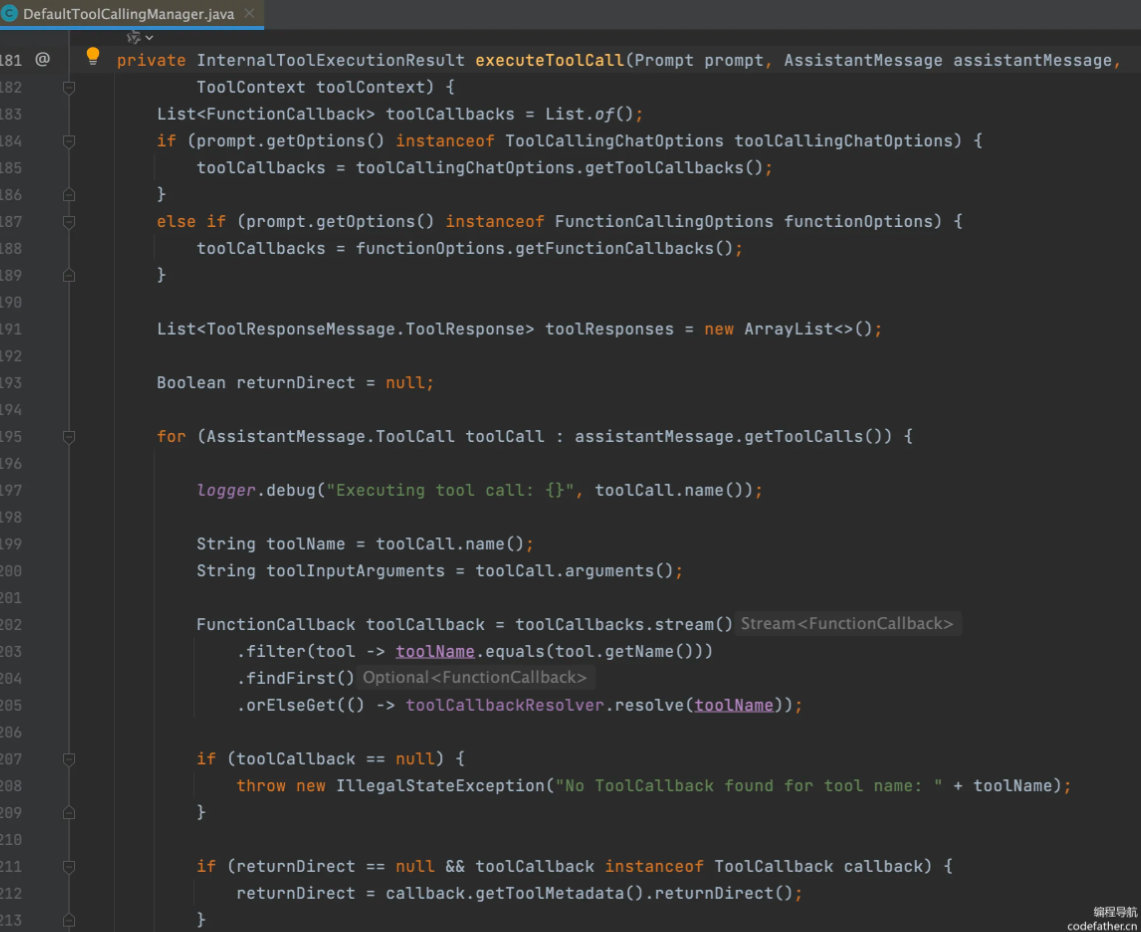 DefaultToolCallingManager.java
181 @ private InternalToolExecutionResult executeToolCall(Prompt prompt, AssistantMessage assistantMessage,
182 ToolContext toolContext) {
183 List<FunctionCallback> toolCallbacks = List.of();
184 if (prompt.getOptions() instanceof ToolCallingChatOptions toolCallingChatOptions) {
185 toolCallbacks = toolCallingChatOptions.getToolCallbacks();
186 }
187 else if (prompt.getOptions() instanceof FunctionCallingOptions functionOptions) {
188 toolCallbacks = functionOptions.getFunctionCallbacks();
189 }
190
191 List<ToolResponseMessage.ToolResponse> toolResponses = new ArrayList<>();
192
193 Boolean returnDirect = null;
194
195 for (AssistantMessage.ToolCall toolCall : assistantMessage.getToolCalls()) {
196
197 logger.debug("Executing tool call: {}", toolCall.name());
198
199 String toolName = toolCall.name();
200 String toolInputArguments = toolCall.arguments();
201
202 FunctionCallback toolCallback = toolCallbacks.stream() Stream<FunctionCallback>
203 .filter(tool -> toolName.equals(tool.getName()))
204 .findFirst() Optional<FunctionCallback>
205 .orElseGet(() -> toolCallbackResolver.resolve(toolName));
206
207 if (toolCallback == null) {
208 throw new IllegalStateException("No ToolCallback found for tool name: " + toolName);
209 }
210
211 if (returnDirect == null && toolCallback instanceof ToolCallback callback) {
212 returnDirect = callback.getToolMetadata().returnDirect();
213 }
编程导航
codefather.cn